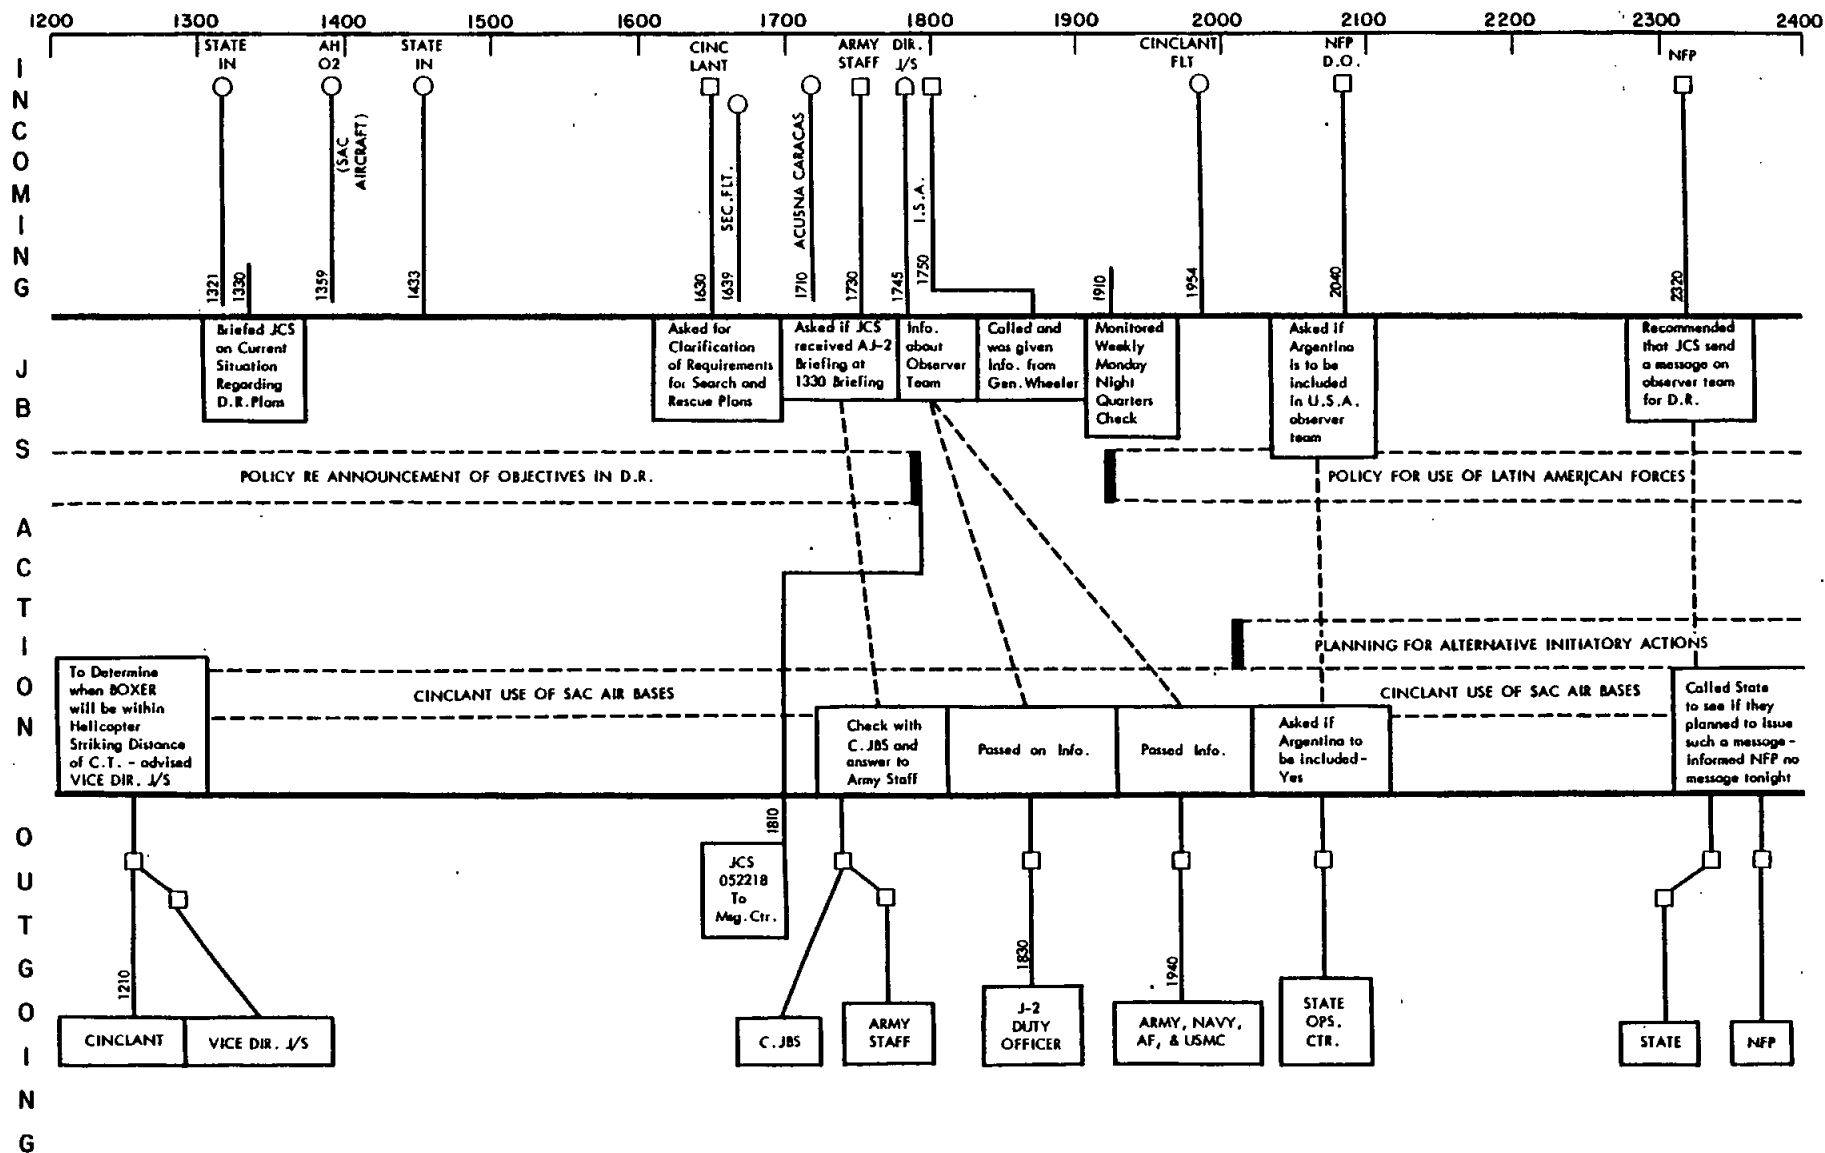 1200 1300 1400 1500 1600 1700 1800 1900 2000 2100 2200 2300 2400
INCOMING
STATE
IN
AH
O2
STATE
IN
CINC
LANT
ARMY
STAFF
DIR.
J/S
CINCLANT
FLT
NFP
D.O.
NFP
(SAC
AIRCRAFT)
SEC.FLT.
ACUSNA CARACAS
I.S.A.
1321
1330
1359
1433
1630
1639
1710
1730
1745
1750
1910
1954
2040
2320
JBS ACTION
Briefed JCS
on Current
Situation
Regarding
D.R.Plans
Asked for
Clarification
of Requirements
for Search and
Rescue Plans
Asked if JCS
received AJ-2
Briefing at
1330 Briefing
Info.
about
Observer
Team
Called and
was given
Info. from
Gen.Wheeler
Monitored
Weekly
Monday
Night
Quarters
Check
Asked if
Argentina
is to be
included
in U.S.A.
observer
team
Recommended
that JCS send
a message on
observer team
for D.R.
POLICY RE ANNOUNCEMENT OF OBJECTIVES IN D.R.
POLICY FOR USE OF LATIN AMERICAN FORCES
PLANNING FOR ALTERNATIVE INITIATORY ACTIONS
To Determine
when BOXER
will be within
Helicopter
Striking Distance
of C.T. - advised
VICE DIR. J/S
CINCLANT USE OF SAC AIR BASES
CINCLANT USE OF SAC AIR BASES
Check with
C.JBS and
answer to
Army Staff
Passed on Info.
Passed Info.
Asked if
Argentina to
be included-
Yes
Called State
to see if they
planned to issue
such a message-
informed NFP no
message tonight
OUTGOING
1810
JCS
052218
To
Msg.Ctr.
1210
1830
1940
CINCLANT
VICE DIR. J/S
C.JBS
ARMY
STAFF
J-2
DUTY
OFFICER
ARMY, NAVY,
AF, & USMC
STATE
OPS.
CTR.
STATE
NFP